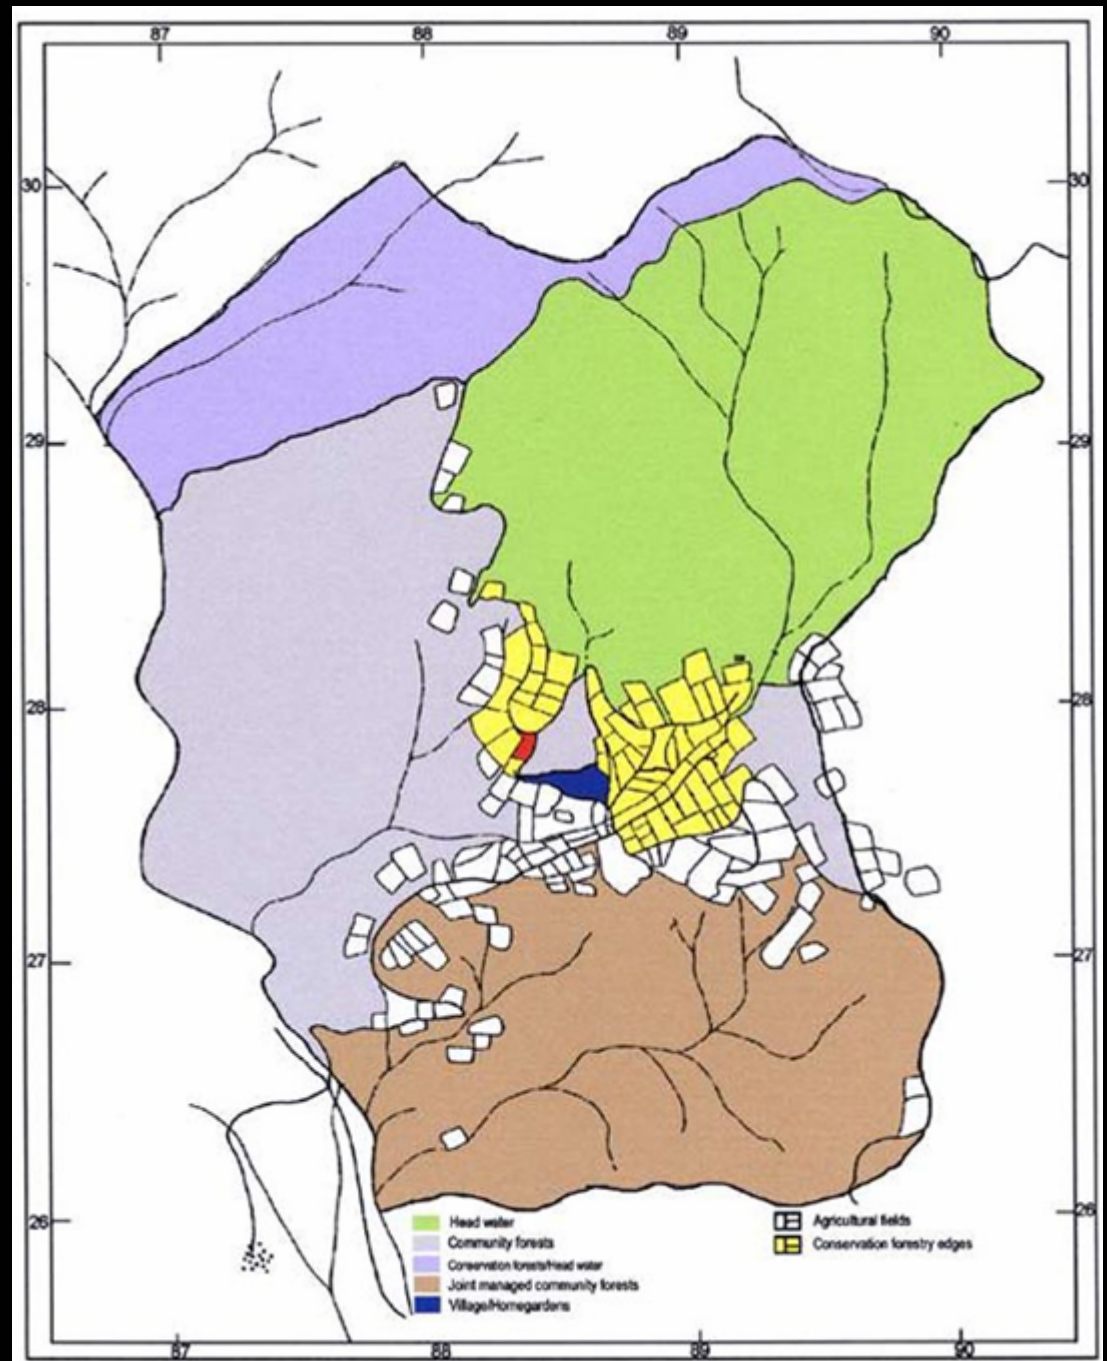 87 88 89 90
30 30
29 29
28 28
27 27
26 26
Head water
Community forests
Conservation forests/Head water
Joint managed community forests
Village/Homegardens
Agricultural fields
Conservation forestry edges
87 88 89 90